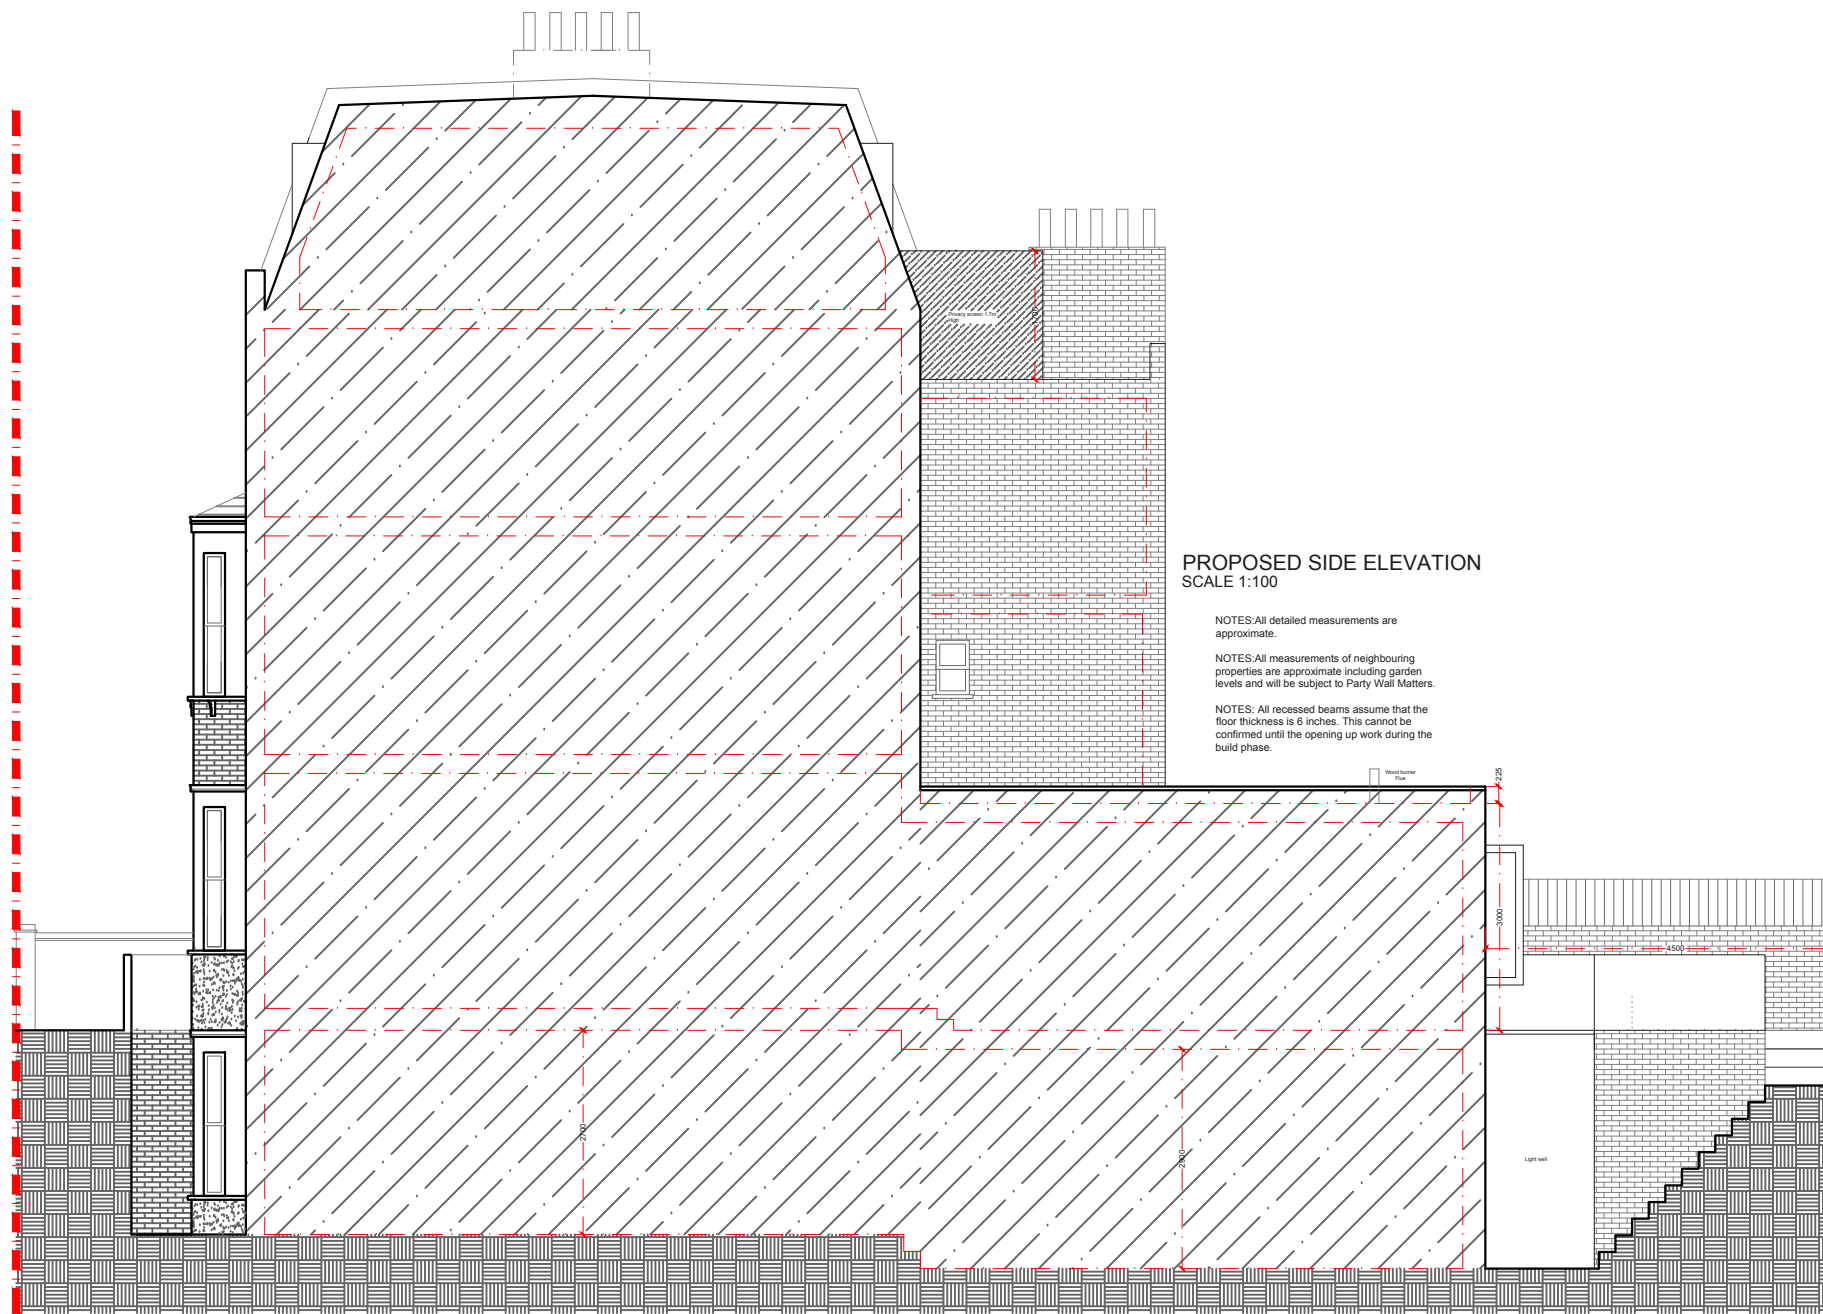 Privacy screen 1.7m
High
1700
PROPOSED SIDE ELEVATION
SCALE 1:100
NOTES:All detailed measurements are
approximate.
NOTES:All measurements of neighbouring
properties are approximate including garden
levels and will be subject to Party Wall Matters.
NOTES: All recessed beams assume that the
floor thickness is 6 inches. This cannot be
confirmed until the opening up work during the
build phase.
Wood burner
Flue
225
3000
4500
2700
2900
Light well